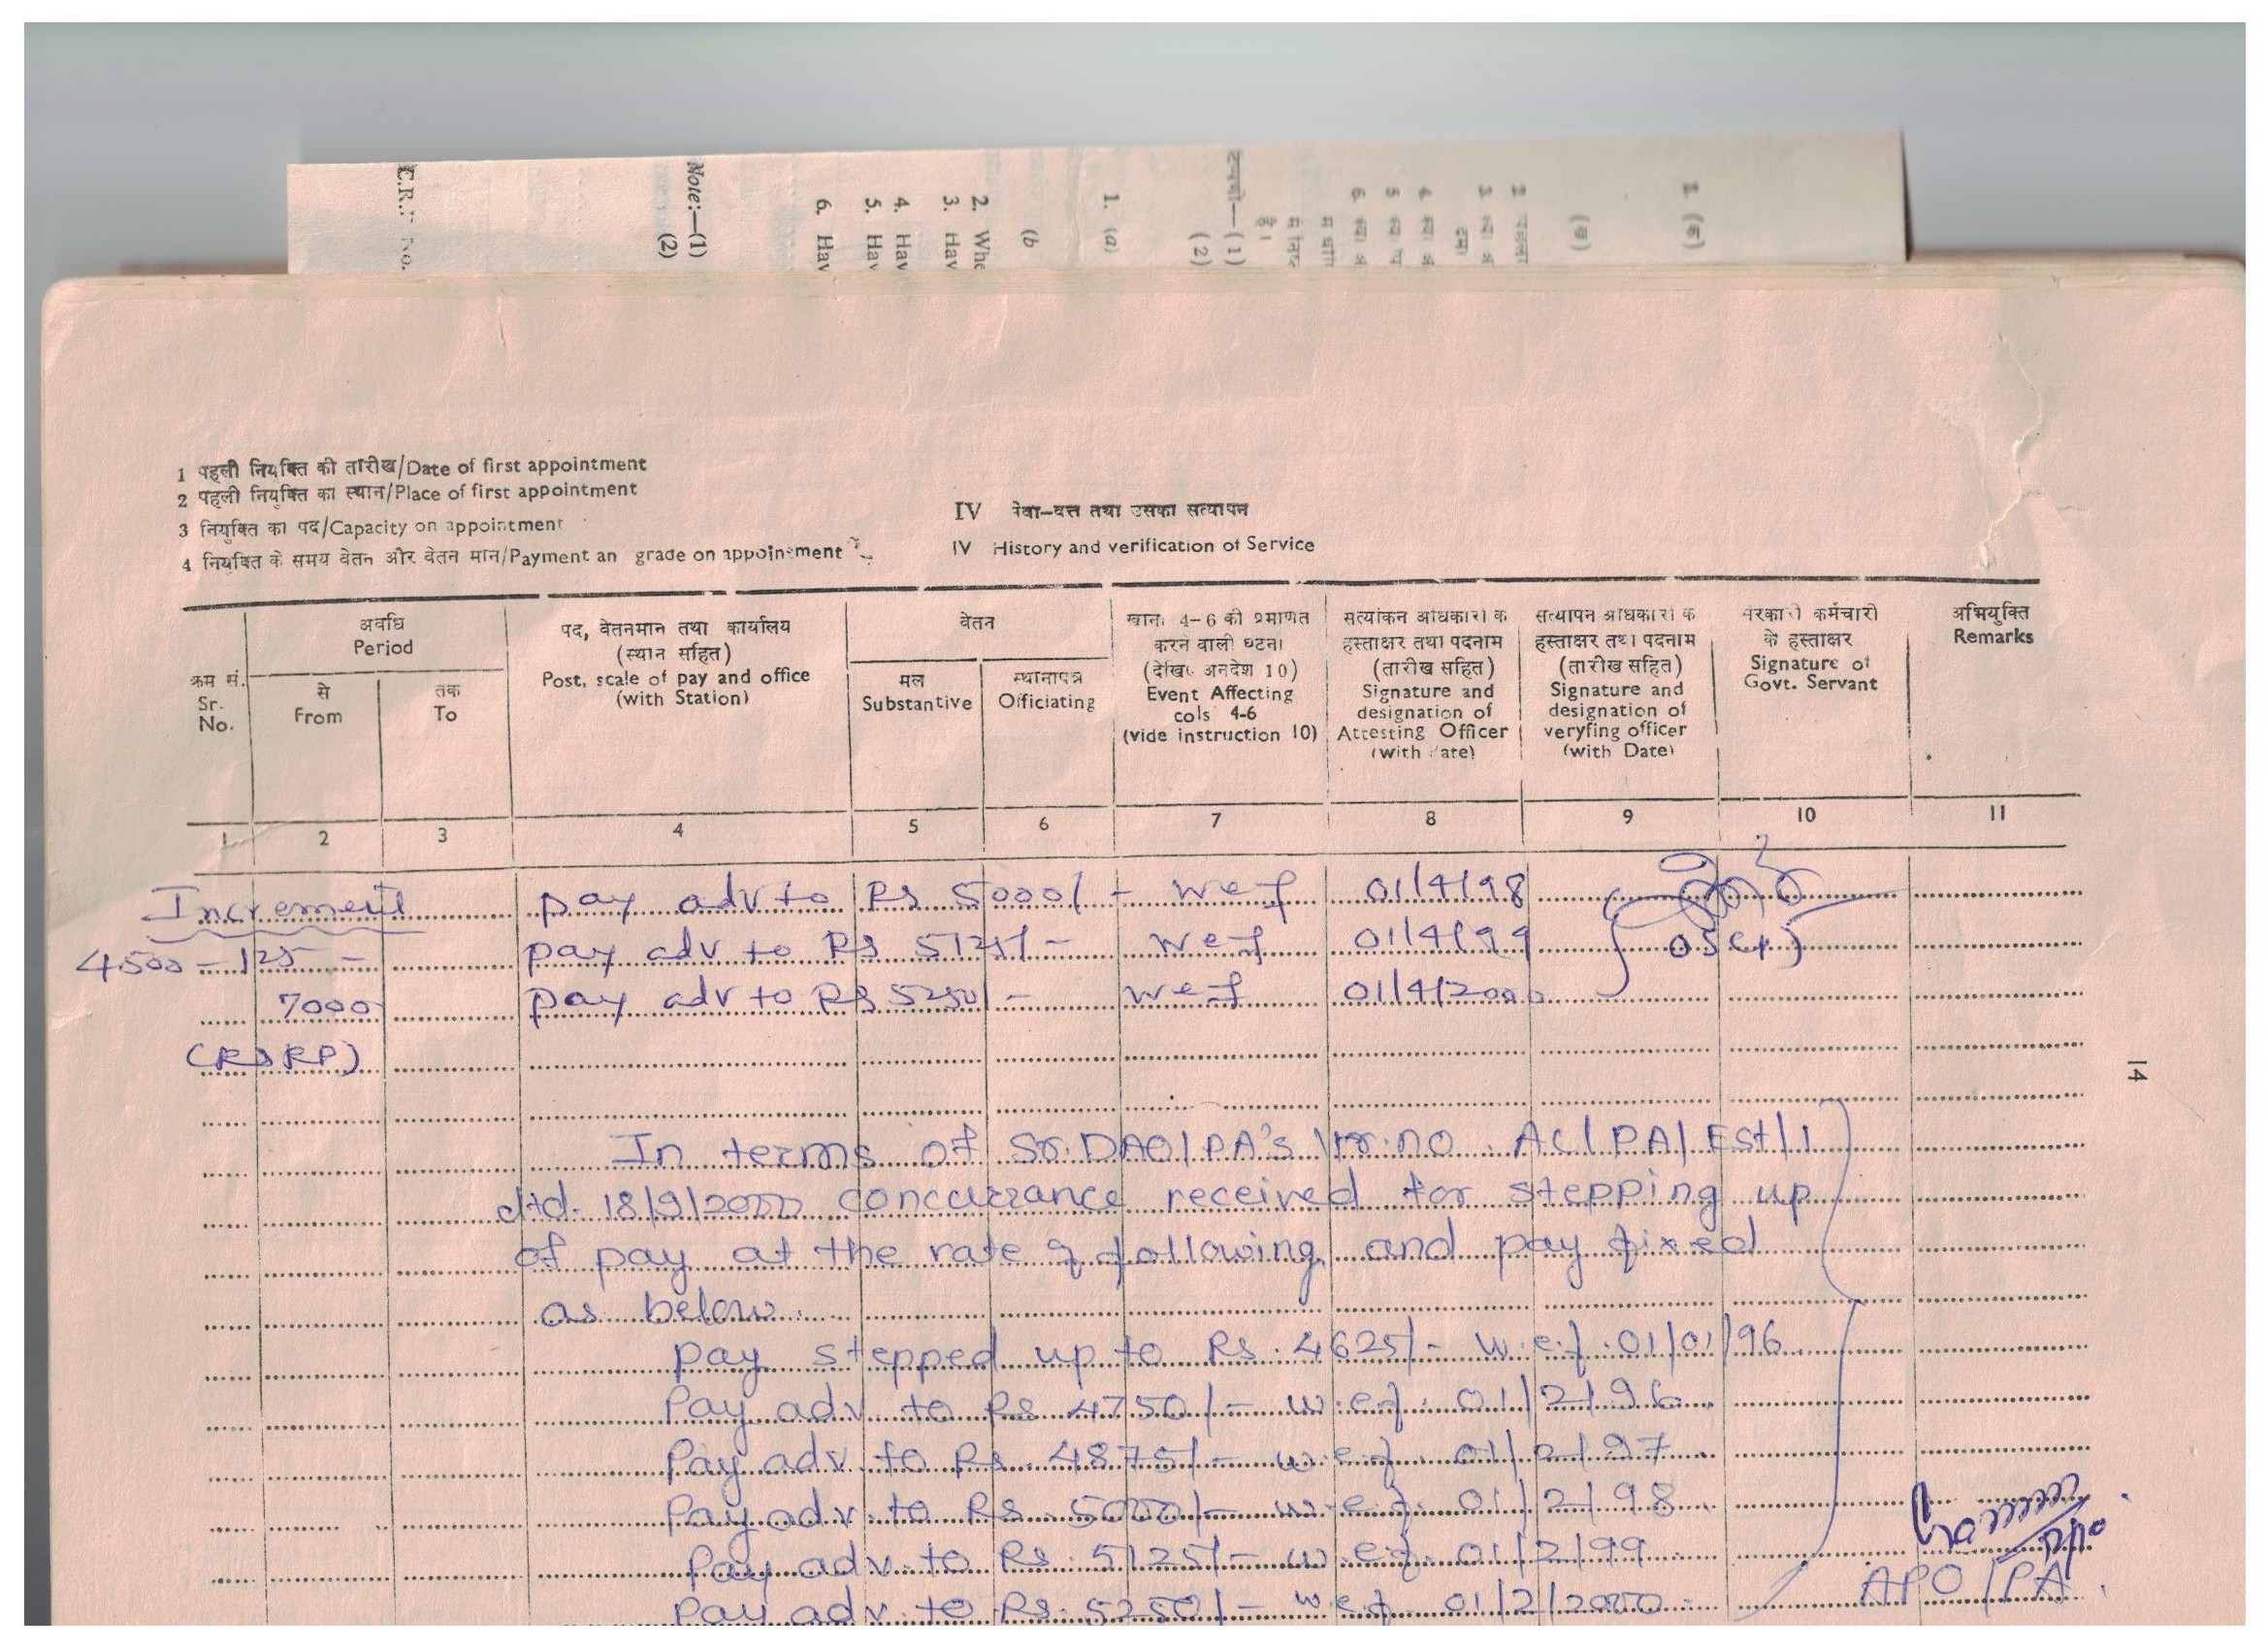 C.R.
Note:—(1)
(2)
6. Hav
5. Hav
4. Hav
3. Hav
2. Whe
(b
1. (a)
(1)
(2)
1 पहली नियुक्ति की तारीख/Date of first appointment
2 पहली नियुक्ति का स्थान/Place of first appointment
3 नियुक्ति का पद/Capacity on appointment
4 नियुक्ति के समय वेतन और वेतन मान/Payment an grade on appointment
IV सेवा-वृत्त तथा उसका सत्यापन
IV History and verification of Service
क्रम सं.
Sr.
No.
अवधि
Period
से
From
तक
To
पद, वेतनमान तथा कार्यालय
(स्थान सहित)
Post, scale of pay and office
(with Station)
वेतन
मूल
Substantive
स्थानापन्न
Officiating
खाना 4-6 की प्रमाणित
करने वाली घटना
(देखिए अनदेश 10)
Event Affecting
cols 4-6
(vide instruction 10)
सत्यांकन अधिकारी क
हस्ताक्षर तथा पदनाम
(तारीख सहित)
Signature and
designation of
Attesting Officer
(with ate)
सत्यापन अधिकारी क
हस्ताक्षर तथा पदनाम
(तारीख सहित)
Signature and
designation of
veryfing officer
(with Date)
सरकारी कर्मचारी
के हस्ताक्षर
Signature of
Govt. Servant
अभियुक्ति
Remarks
1 2 3 4 5 6 7 8 9 10 11
Increment pay adv to Rs 5000/- wef 01/4/98
4500-125- pay adv to Rs 5125/- wef 01/4/99 OS(P)
7000 pay adv to Rs 5250/- wef 01/4/2000
(RSRP)
14
In terms of Sr.DAO/PA's no. AC/PA/Est/1
dtd. 18/9/2000 concurrance received for stepping up
of pay at the rate of following and pay fixed
as below.
pay stepped up to Rs. 4625/- w.e.f. 01/01/96
Pay adv. to Rs 4750/- w.e.f. 01/2/96
Pay adv. to Rs. 4875/- w.e.f. 01/2/97
Pay adv. to Rs. 5000/- w.e.f. 01/2/98
Pay adv. to Rs. 5125/- w.e.f. 01/2/99
Pay adv. to Rs. 5250/- w.e.f 01/2/2000
APO/PA